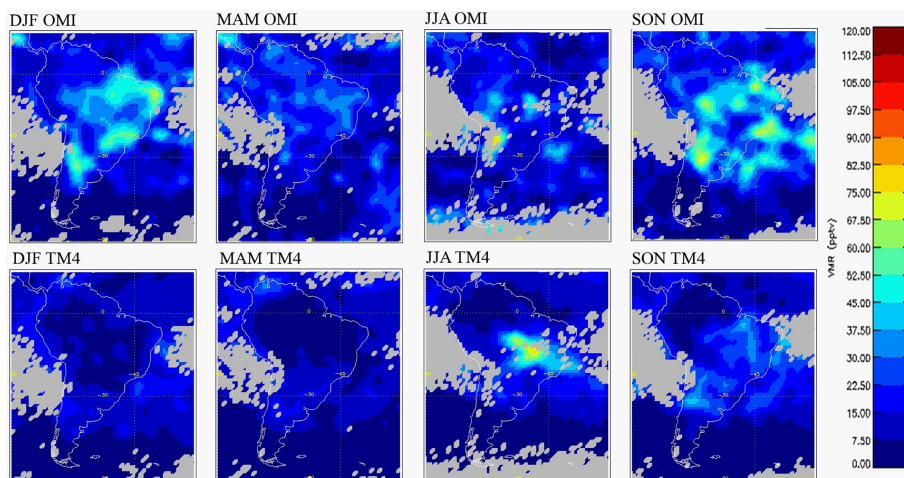 DJF OMI
MAM OMI
JJA OMI
SON OMI
DJF TM4
MAM TM4
JJA TM4
SON TM4
120.00
112.50
105.00
97.50
90.00
82.50
75.00
67.50
60.00
52.50
45.00
37.50
30.00
22.50
15.00
7.50
0.00
VMR (pptv)